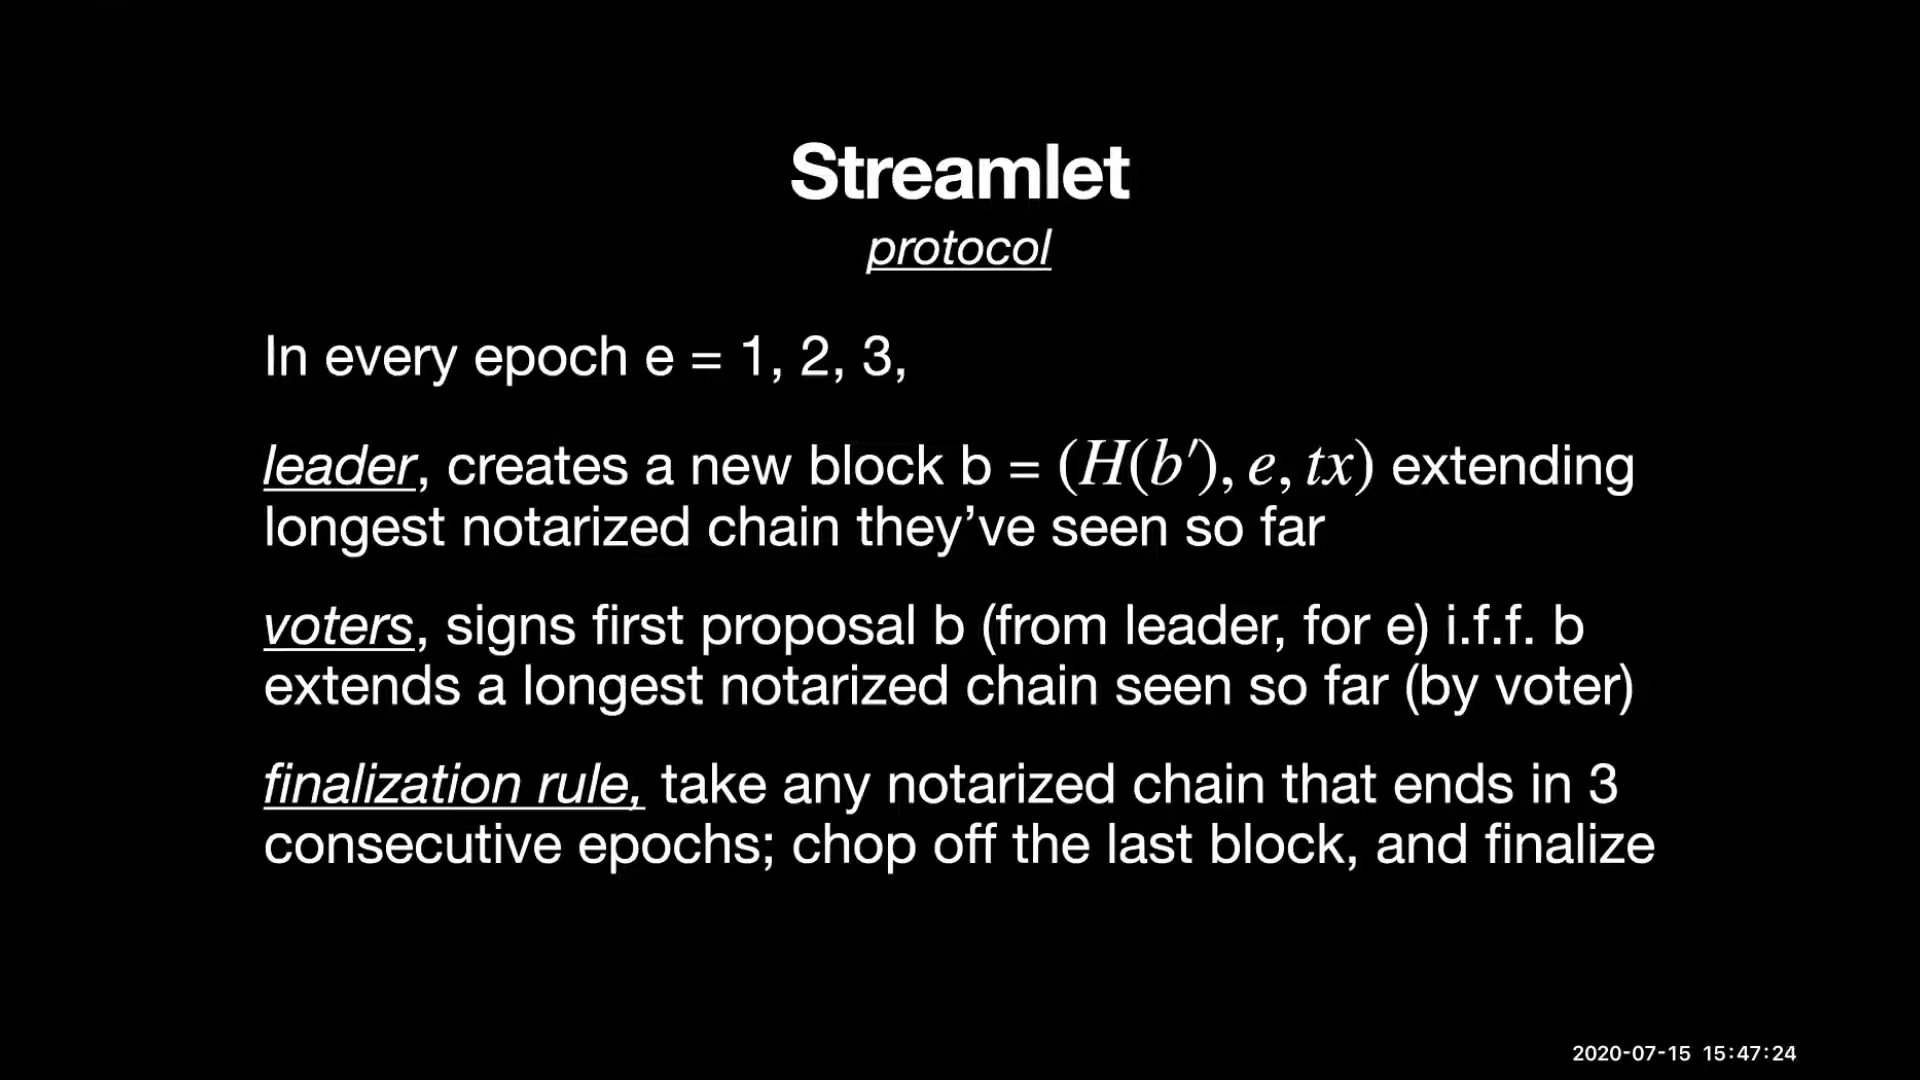 Streamlet
protocol
In every epoch e = 1, 2, 3,
leader, creates a new block b = (H(b′), e, tx) extending
longest notarized chain they’ve seen so far
voters, signs first proposal b (from leader, for e) i.f.f. b
extends a longest notarized chain seen so far (by voter)
finalization rule, take any notarized chain that ends in 3
consecutive epochs; chop off the last block, and finalize
2020-07-15 15:47:24